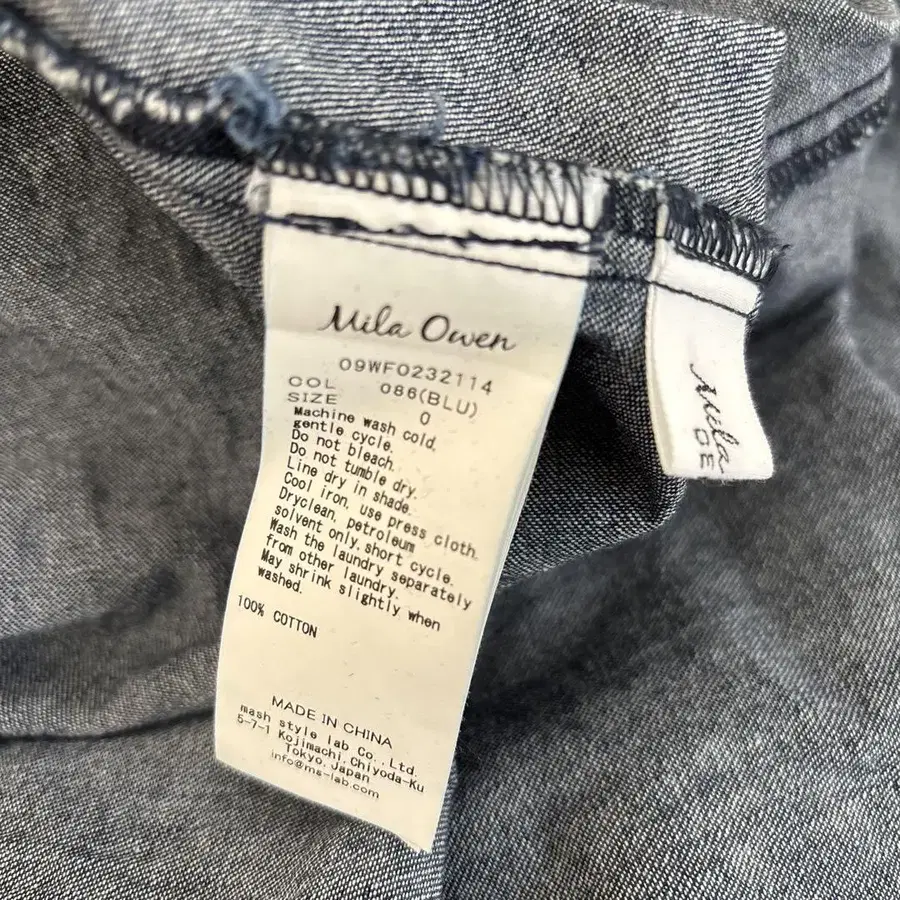 Mila Owen
09WFO232114
COL 086(BLU)
SIZE 0
Machine wash cold,
gentle cycle.
Do not bleach.
Do not tumble dry.
Line dry in shade.
Cool iron, use press cloth.
Dryclean, petroleum
solvent only, short cycle.
Wash the laundry separately
from other laundry.
May shrink slightly when
washed.
100% COTTON
MADE IN CHINA
mash style lab Co., Ltd.
5-7-1 Kojimachi, Chiyoda-Ku
Tokyo, Japan
info@ms-lab.com
Mila
DE